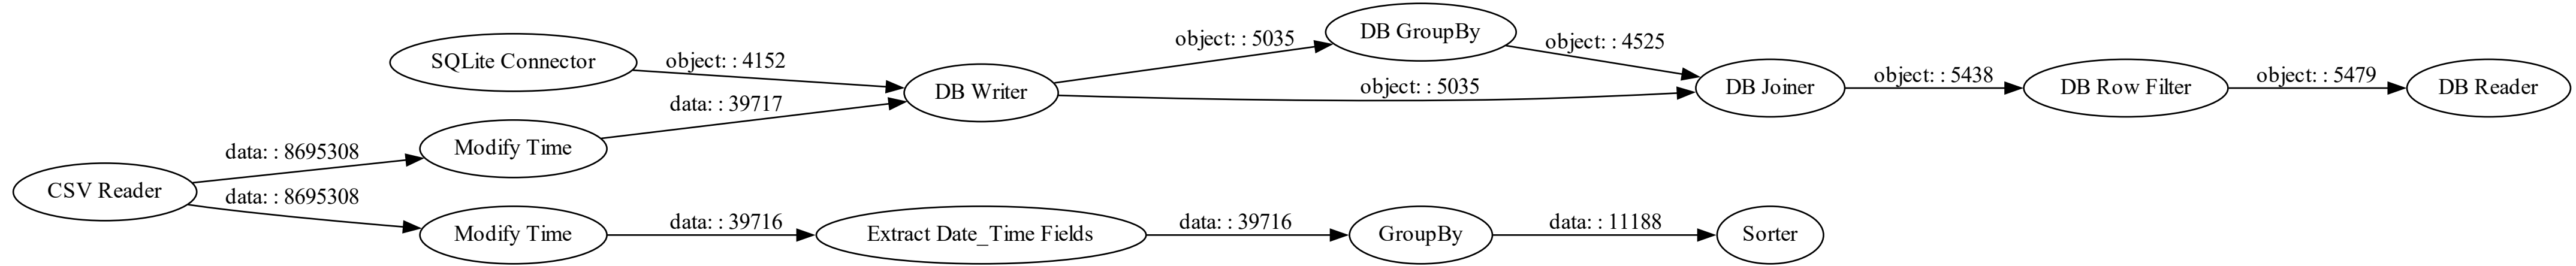 DB GroupBy
object: : 5035
object: : 4525
SQLite Connector
object: : 4152
DB Writer
object: : 5035
DB Joiner
object: : 5438
DB Row Filter
object: : 5479
DB Reader
data: : 39717
Modify Time
data: : 8695308
CSV Reader
data: : 8695308
Modify Time
data: : 39716
Extract Date_Time Fields
data: : 39716
GroupBy
data: : 11188
Sorter